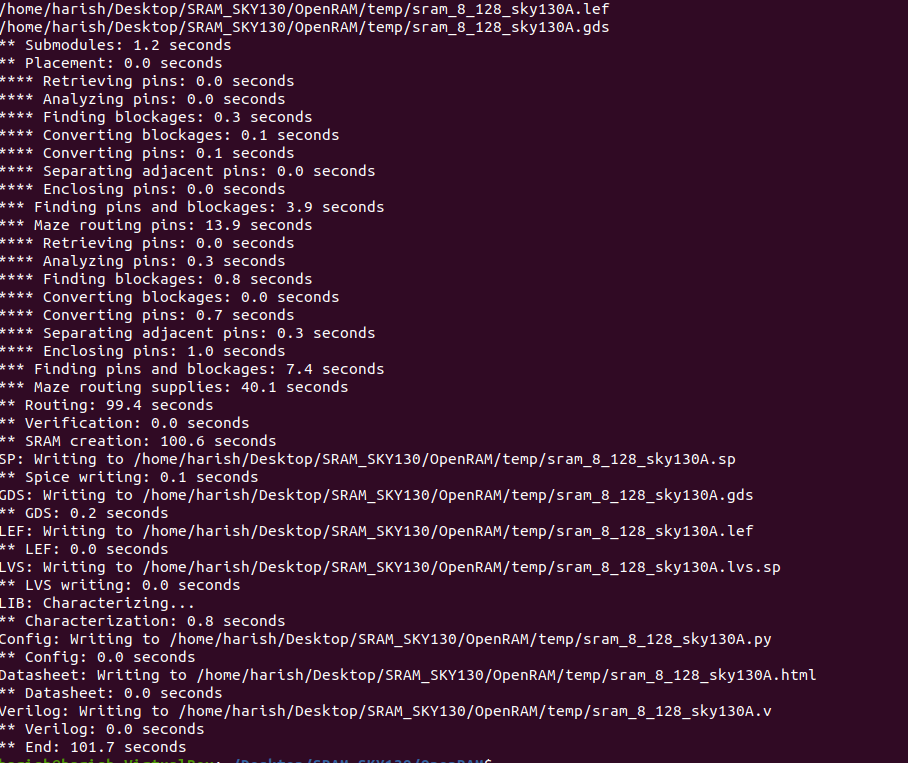 /home/harish/Desktop/SRAM_SKY130/OpenRAM/temp/sram_8_128_sky130A.lef
/home/harish/Desktop/SRAM_SKY130/OpenRAM/temp/sram_8_128_sky130A.gds
** Submodules: 1.2 seconds
** Placement: 0.0 seconds
**** Retrieving pins: 0.0 seconds
**** Analyzing pins: 0.0 seconds
**** Finding blockages: 0.3 seconds
**** Converting blockages: 0.1 seconds
**** Converting pins: 0.1 seconds
**** Separating adjacent pins: 0.0 seconds
**** Enclosing pins: 0.0 seconds
*** Finding pins and blockages: 3.9 seconds
*** Maze routing pins: 13.9 seconds
**** Retrieving pins: 0.0 seconds
**** Analyzing pins: 0.3 seconds
**** Finding blockages: 0.8 seconds
**** Converting blockages: 0.0 seconds
**** Converting pins: 0.7 seconds
**** Separating adjacent pins: 0.3 seconds
**** Enclosing pins: 1.0 seconds
*** Finding pins and blockages: 7.4 seconds
*** Maze routing supplies: 40.1 seconds
** Routing: 99.4 seconds
** Verification: 0.0 seconds
** SRAM creation: 100.6 seconds
SP: Writing to /home/harish/Desktop/SRAM_SKY130/OpenRAM/temp/sram_8_128_sky130A.sp
** Spice writing: 0.1 seconds
GDS: Writing to /home/harish/Desktop/SRAM_SKY130/OpenRAM/temp/sram_8_128_sky130A.gds
** GDS: 0.2 seconds
LEF: Writing to /home/harish/Desktop/SRAM_SKY130/OpenRAM/temp/sram_8_128_sky130A.lef
** LEF: 0.0 seconds
LVS: Writing to /home/harish/Desktop/SRAM_SKY130/OpenRAM/temp/sram_8_128_sky130A.lvs.sp
** LVS writing: 0.0 seconds
LIB: Characterizing...
** Characterization: 0.8 seconds
Config: Writing to /home/harish/Desktop/SRAM_SKY130/OpenRAM/temp/sram_8_128_sky130A.py
** Config: 0.0 seconds
Datasheet: Writing to /home/harish/Desktop/SRAM_SKY130/OpenRAM/temp/sram_8_128_sky130A.html
** Datasheet: 0.0 seconds
Verilog: Writing to /home/harish/Desktop/SRAM_SKY130/OpenRAM/temp/sram_8_128_sky130A.v
** Verilog: 0.0 seconds
** End: 101.7 seconds